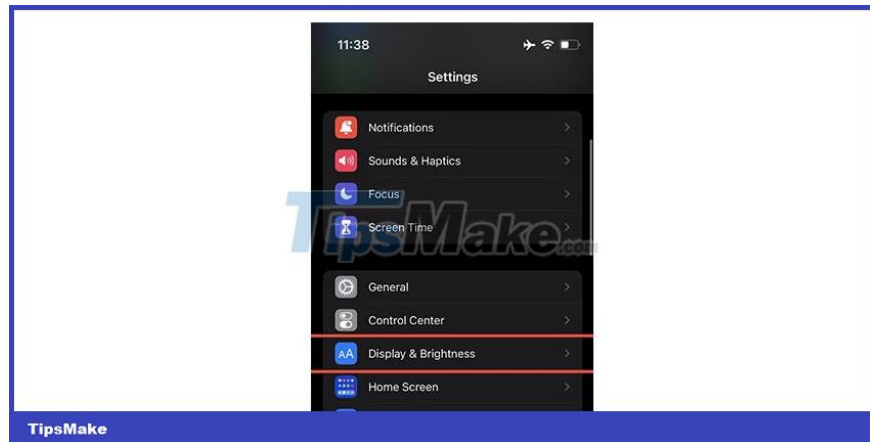 11:38
Settings
Notifications
Sounds & Haptics
Focus
Screen Time
TipsMake.com
General
Control Center
AA Display & Brightness
Home Screen
TipsMake